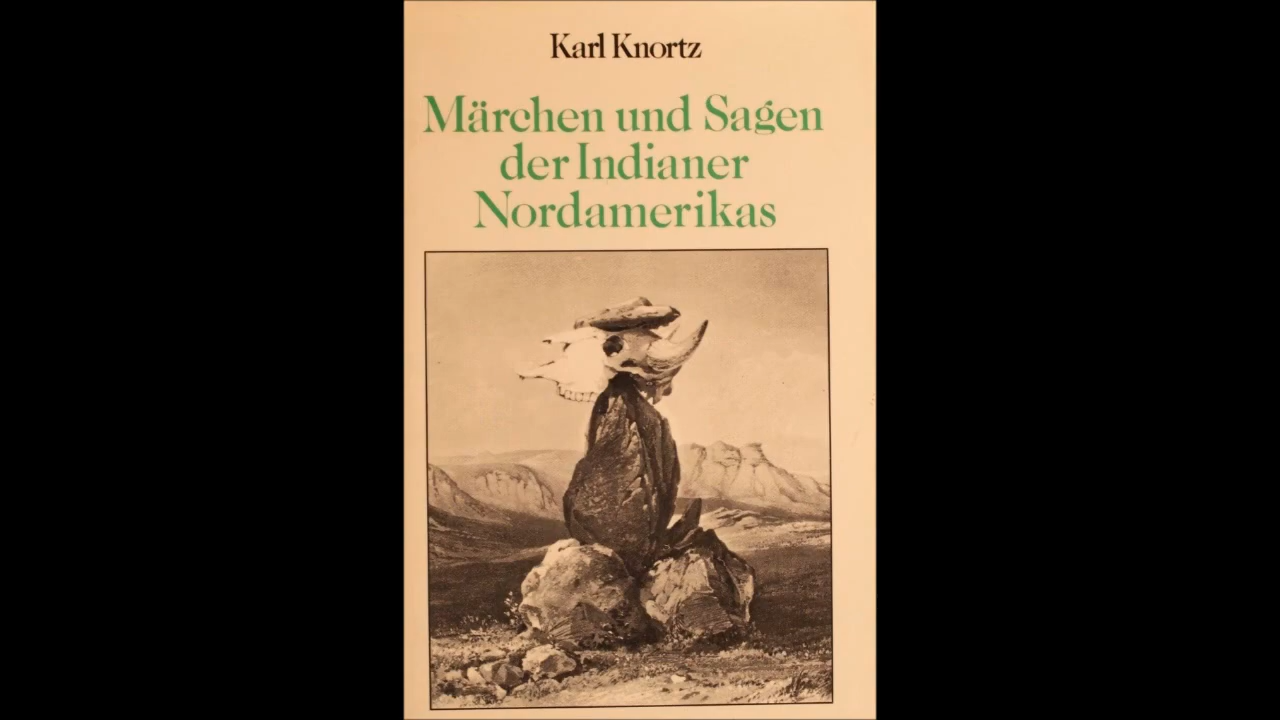 Karl Knortz
Märchen und Sagen
der Indianer
Nordamerikas